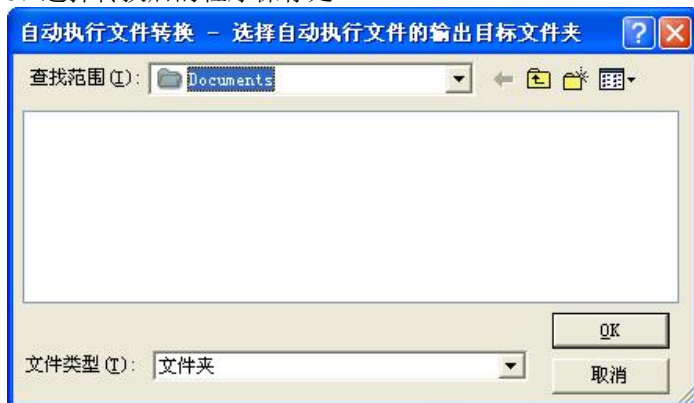 自动执行文件转换 - 选择自动执行文件的输出目标文件夹
查找范围(I): Documents
OK
文件类型(T): 文件夹
取消